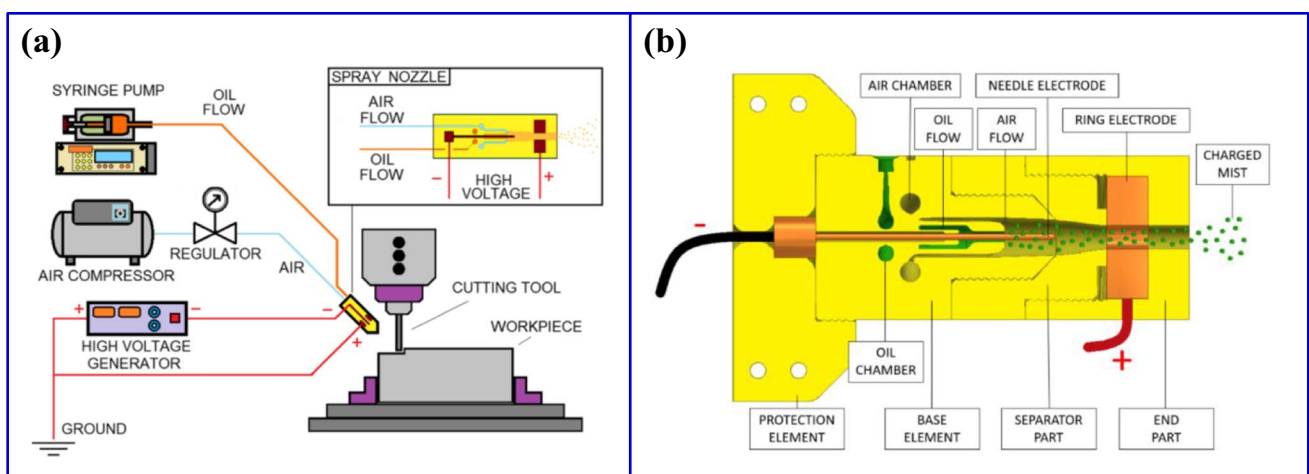 (a)
SPRAY NOZZLE
AIR
FLOW
OIL
FLOW
−
+
HIGH
VOLTAGE
SYRINGE PUMP
OIL
FLOW
REGULATOR
AIR COMPRESSOR
AIR
CUTTING TOOL
WORKPIECE
+
−
−
+
HIGH VOLTAGE
GENERATOR
GROUND
(b)
AIR CHAMBER
NEEDLE ELECTRODE
OIL
FLOW
AIR
FLOW
RING ELECTRODE
CHARGED
MIST
-
+
OIL
CHAMBER
PROTECTION
ELEMENT
BASE
ELEMENT
SEPARATOR
PART
END
PART